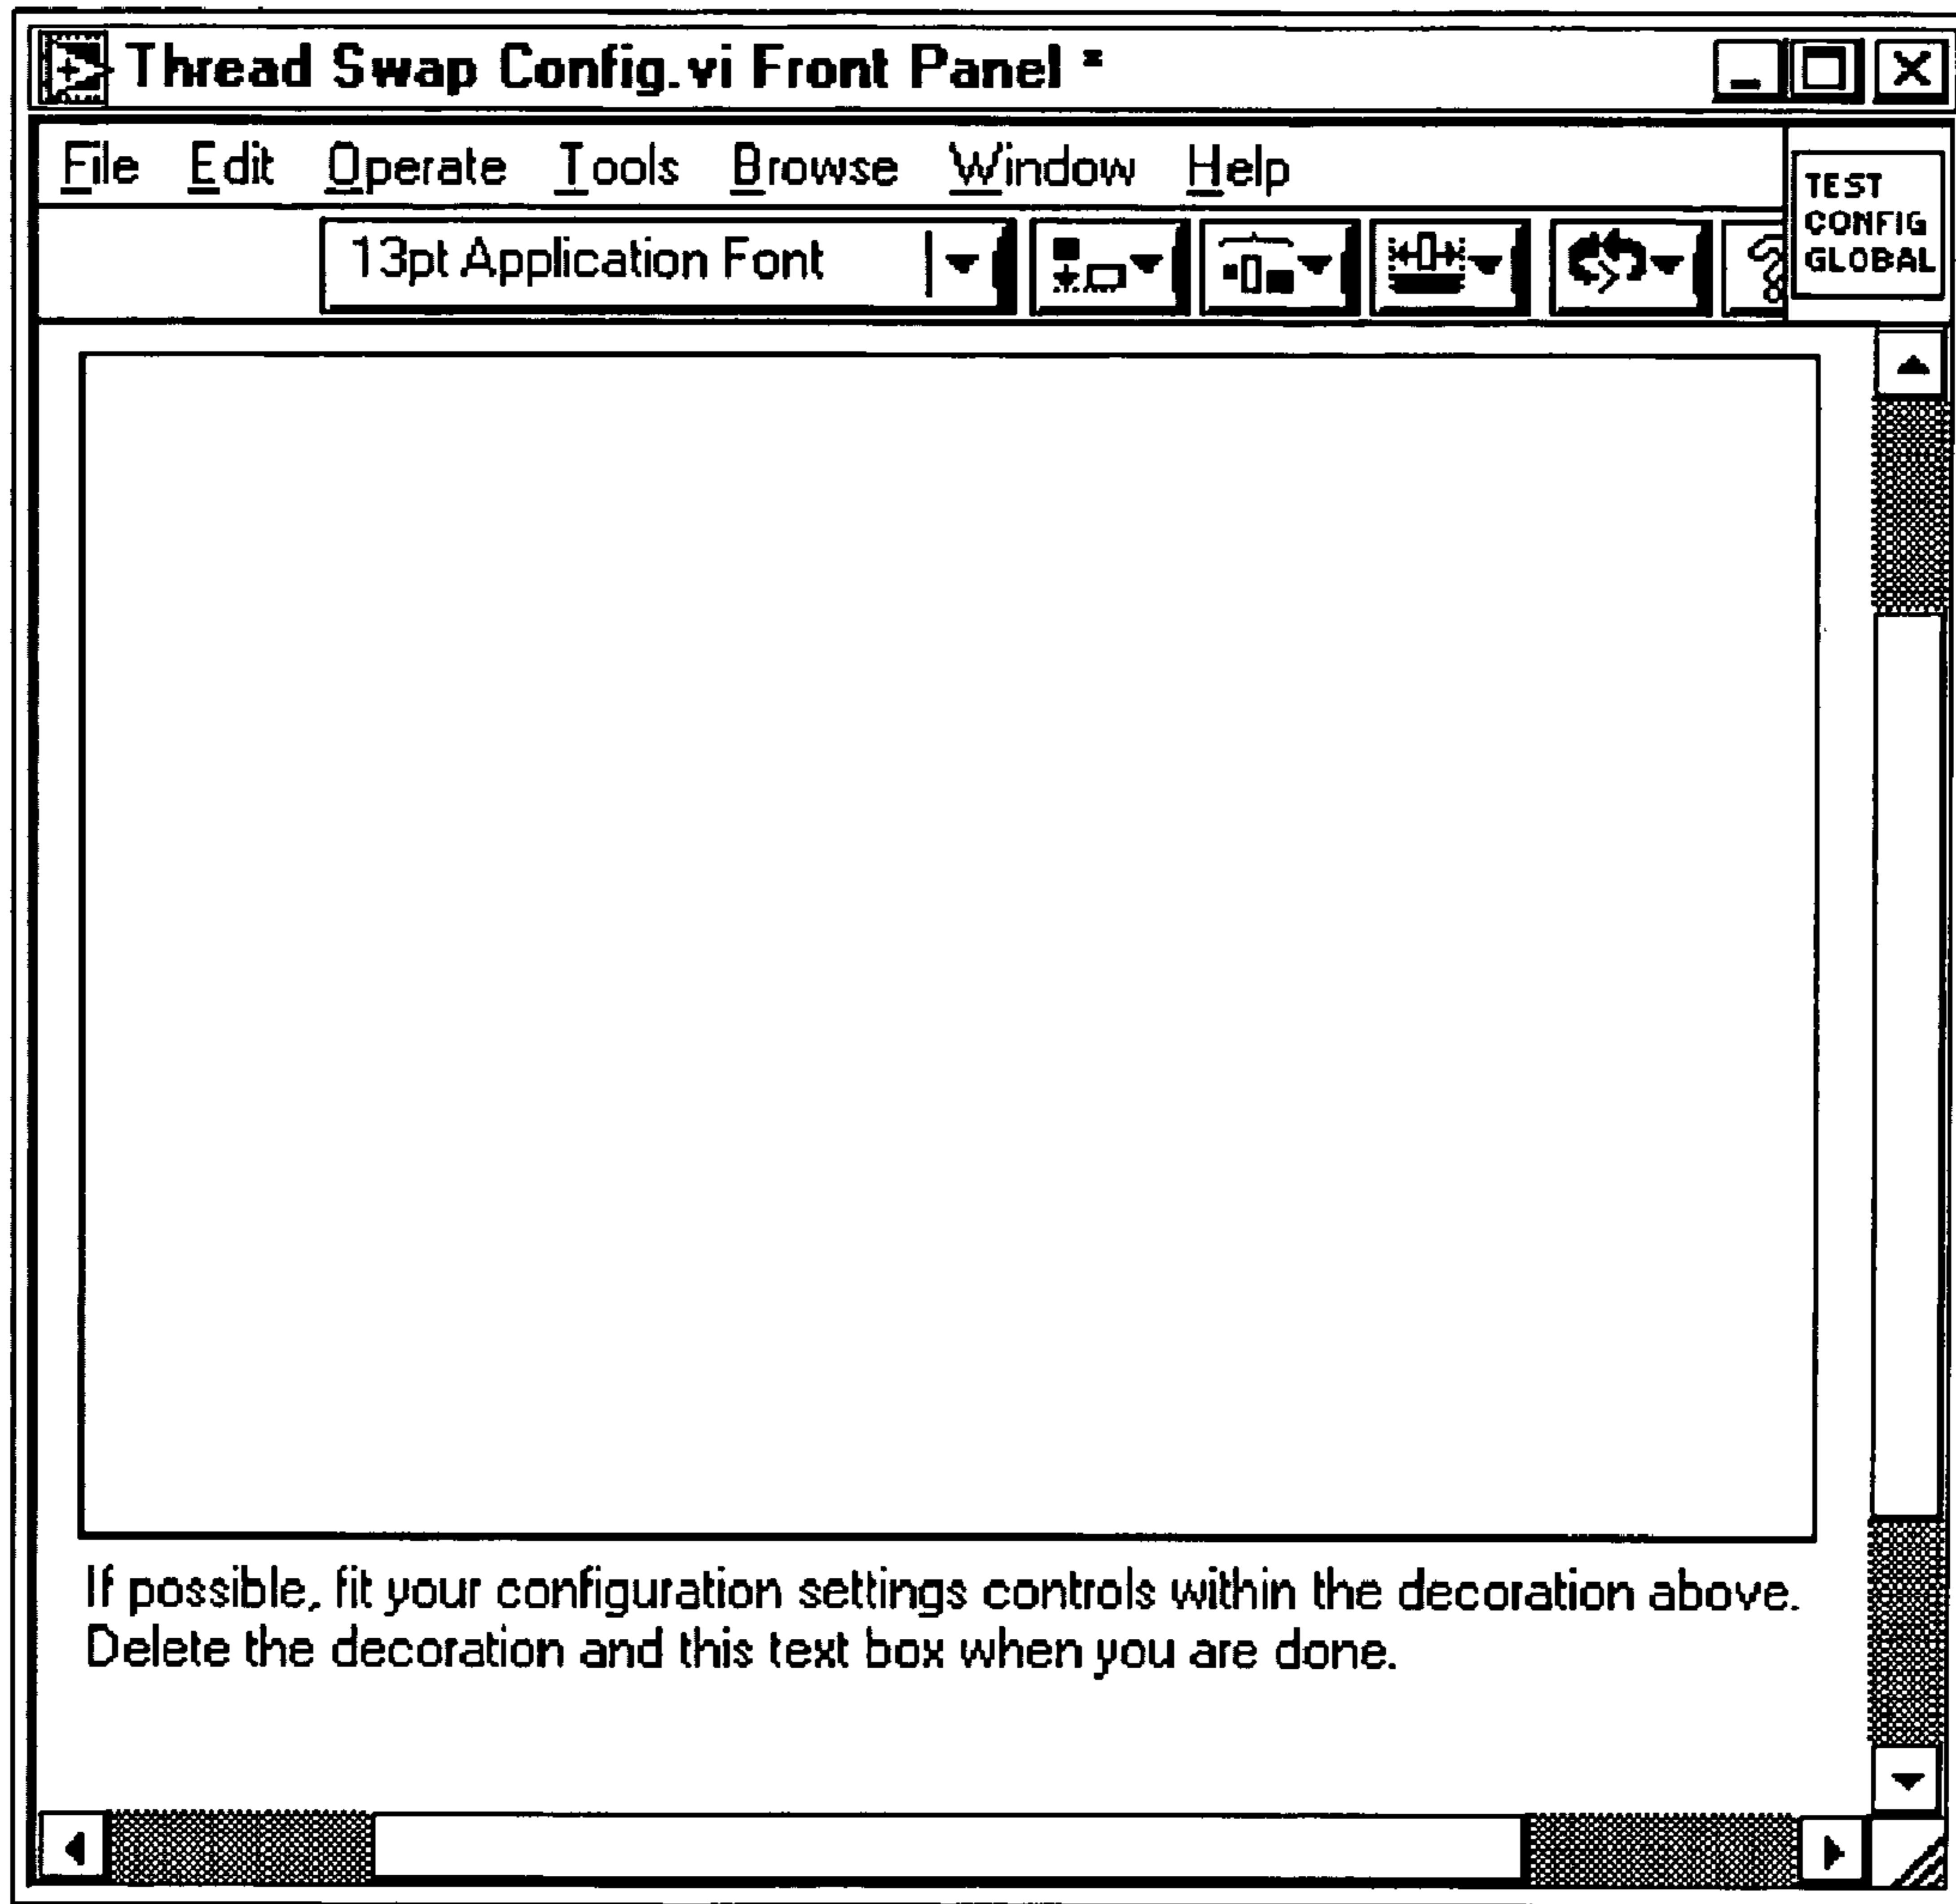 Thread Swap Config.vi Front Panel *
File Edit Operate Tools Browse Window Help
TEST
CONFIG
GLOBAL
13pt Application Font
If possible, fit your configuration settings controls within the decoration above.
Delete the decoration and this text box when you are done.